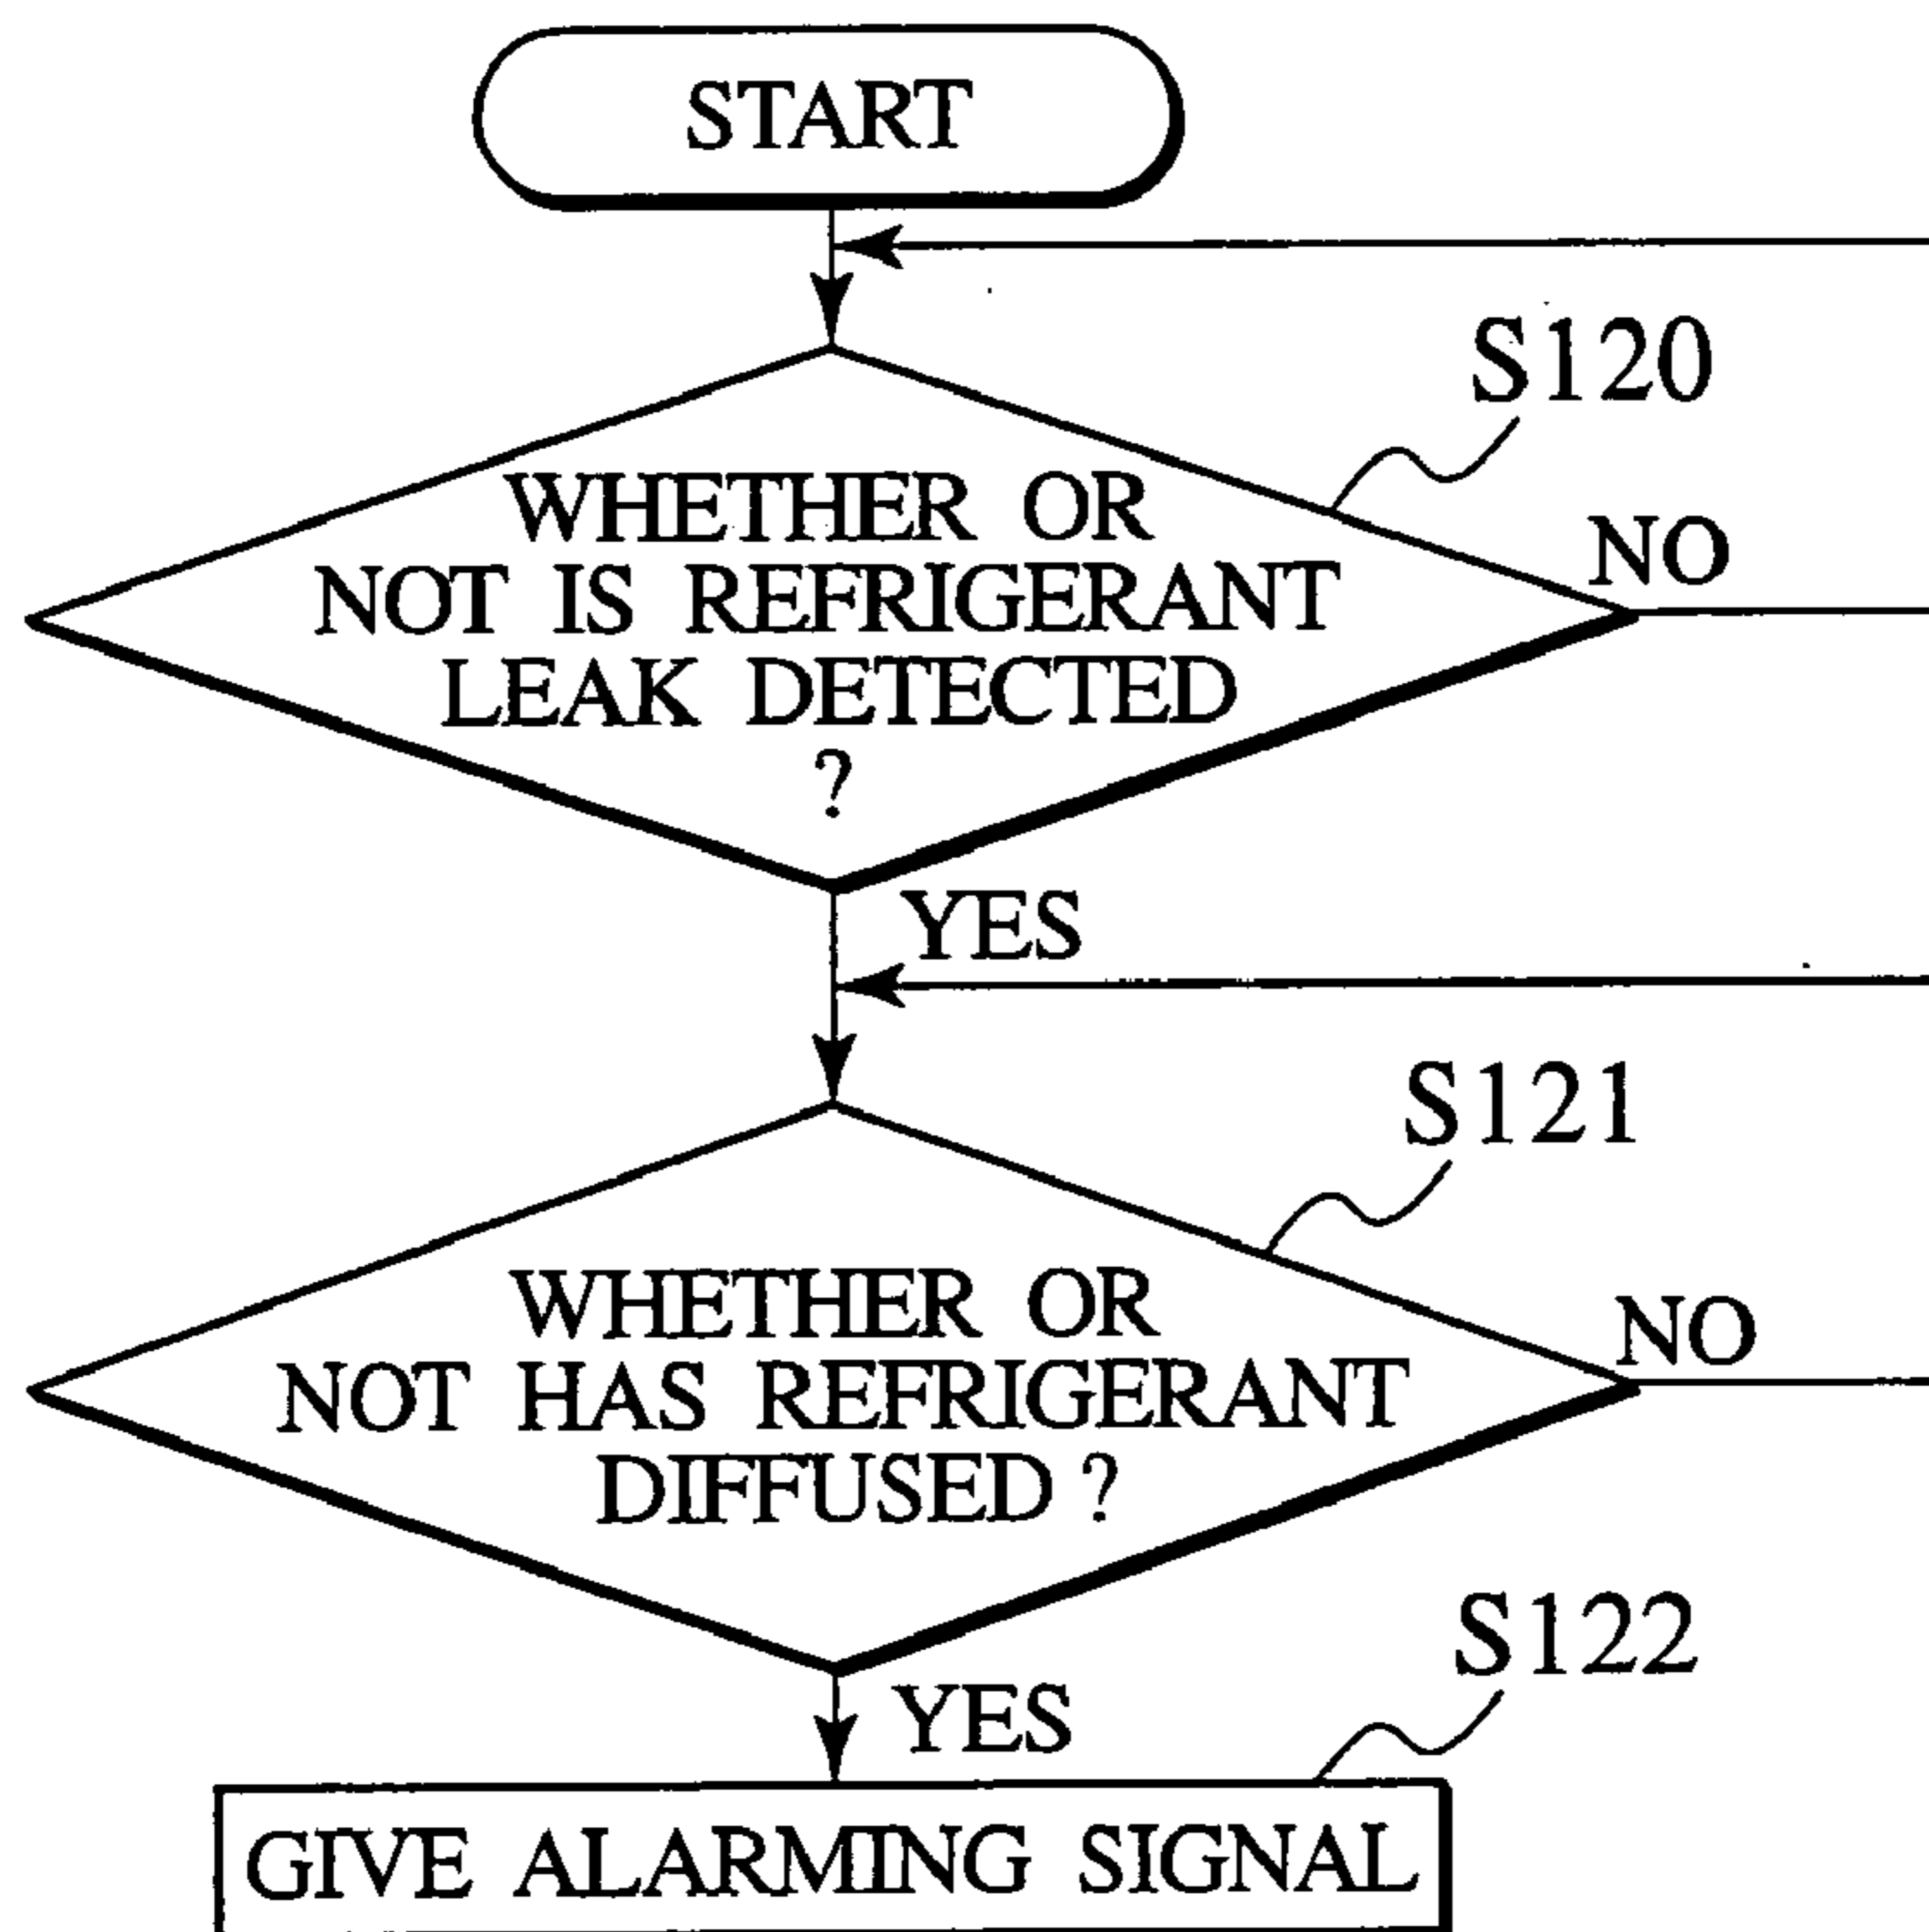 START
S120
WHETHER OR
NOT IS REFRIGERANT
LEAK DETECTED
?
NO
YES
S121
WHETHER OR
NOT HAS REFRIGERANT
DIFFUSED ?
NO
YES
S122
GIVE ALARMING SIGNAL